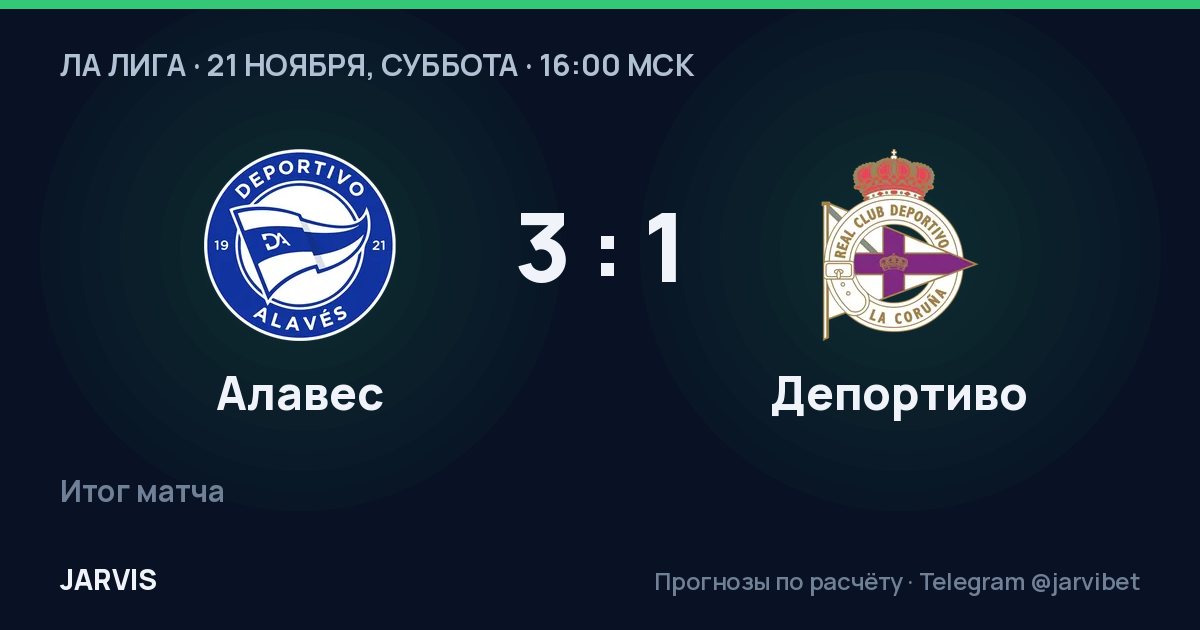 ЛА ЛИГА · 21 НОЯБРЯ, СУББОТА · 16:00 МСК
DEPORTIVO
19 DA 21
ALAVÉS
3 : 1
REAL CLUB DEPORTIVO
LA CORUÑA
Алавес
Депортиво
Итог матча
JARVIS
Прогнозы по расчёту · Telegram @jarvibet